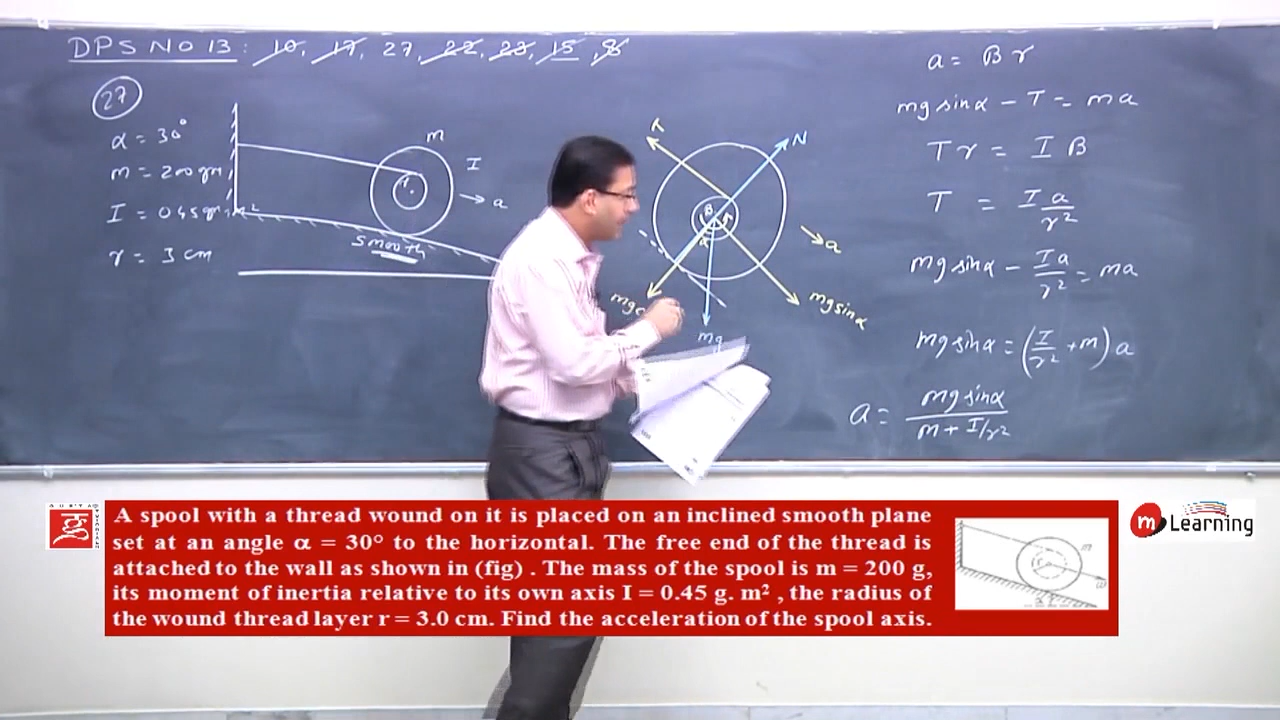 DPS NO 13 : 10, 17, 27, 22, 23, 15, 8
27
α = 30°
m = 200 gm
I = 0.45 gm m²
r = 3 cm
m
I
r
a
smooth
T
N
B
r
α
a
mg sinα
mg
a = B r
mg sinα - T = ma
T r = I B
T = I a/r²
mg sinα - Ia/r² = ma
mg sinα = (I/r² + m) a
a = mg sinα / m + I/r²
A spool with a thread wound on it is placed on an inclined smooth plane
set at an angle α = 30° to the horizontal. The free end of the thread is
attached to the wall as shown in (fig) . The mass of the spool is m = 200 g,
its moment of inertia relative to its own axis I = 0.45 g. m² , the radius of
the wound thread layer r = 3.0 cm. Find the acceleration of the spool axis.
m
r
GUPTA
g
m Learning